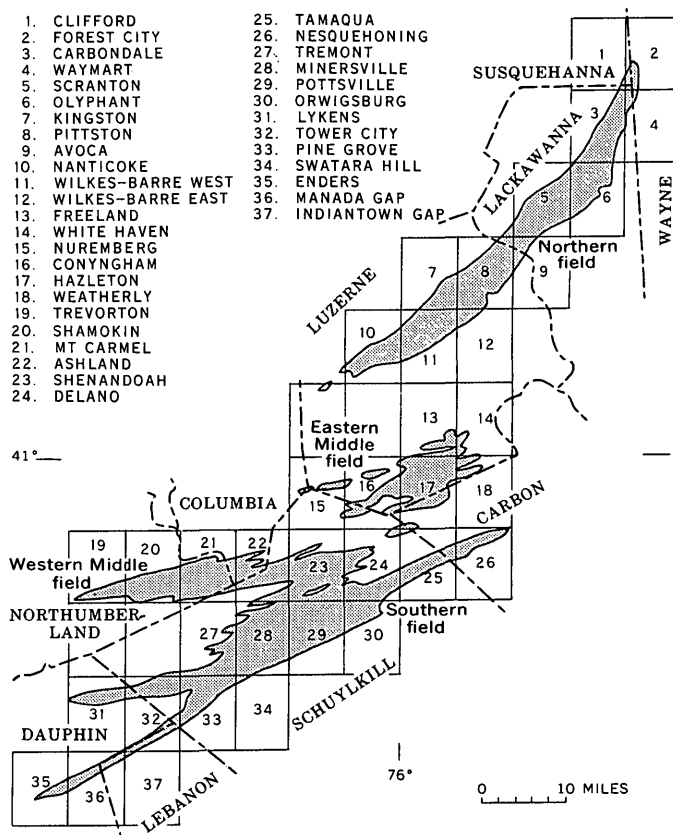 1. CLIFFORD
2. FOREST CITY
3. CARBONDALE
4. WAYMART
5. SCRANTON
6. OLYPHANT
7. KINGSTON
8. PITTSTON
9. AVOCA
10. NANTICOKE
11. WILKES-BARRE WEST
12. WILKES-BARRE EAST
13. FREELAND
14. WHITE HAVEN
15. NUREMBERG
16. CONYNGHAM
17. HAZLETON
18. WEATHERLY
19. TREVORTON
20. SHAMOKIN
21. MT CARMEL
22. ASHLAND
23. SHENANDOAH
24. DELANO
25. TAMAQUA
26. NESQUEHONING
27. TREMONT
28. MINERSVILLE
29. POTTSVILLE
30. ORWIGSBURG
31. LYKENS
32. TOWER CITY
33. PINE GROVE
34. SWATARA HILL
35. ENDERS
36. MANADA GAP
37. INDIANTOWN GAP
1
2
SUSQUEHANNA
3
4
LACKAWANNA
5
6
WAYNE
Northern
field
7
8
9
LUZERNE
10
11
12
13
14
Eastern
Middle
field
41°
15
16
17
18
COLUMBIA
CARBON
19
20
21
22
23
24
25
26
Western Middle
field
Southern
field
NORTHUMBER-
LAND
27
28
29
30
SCHUYLKILL
31
32
33
34
DAUPHIN
35
36
37
LEBANON
76°
0 10 MILES